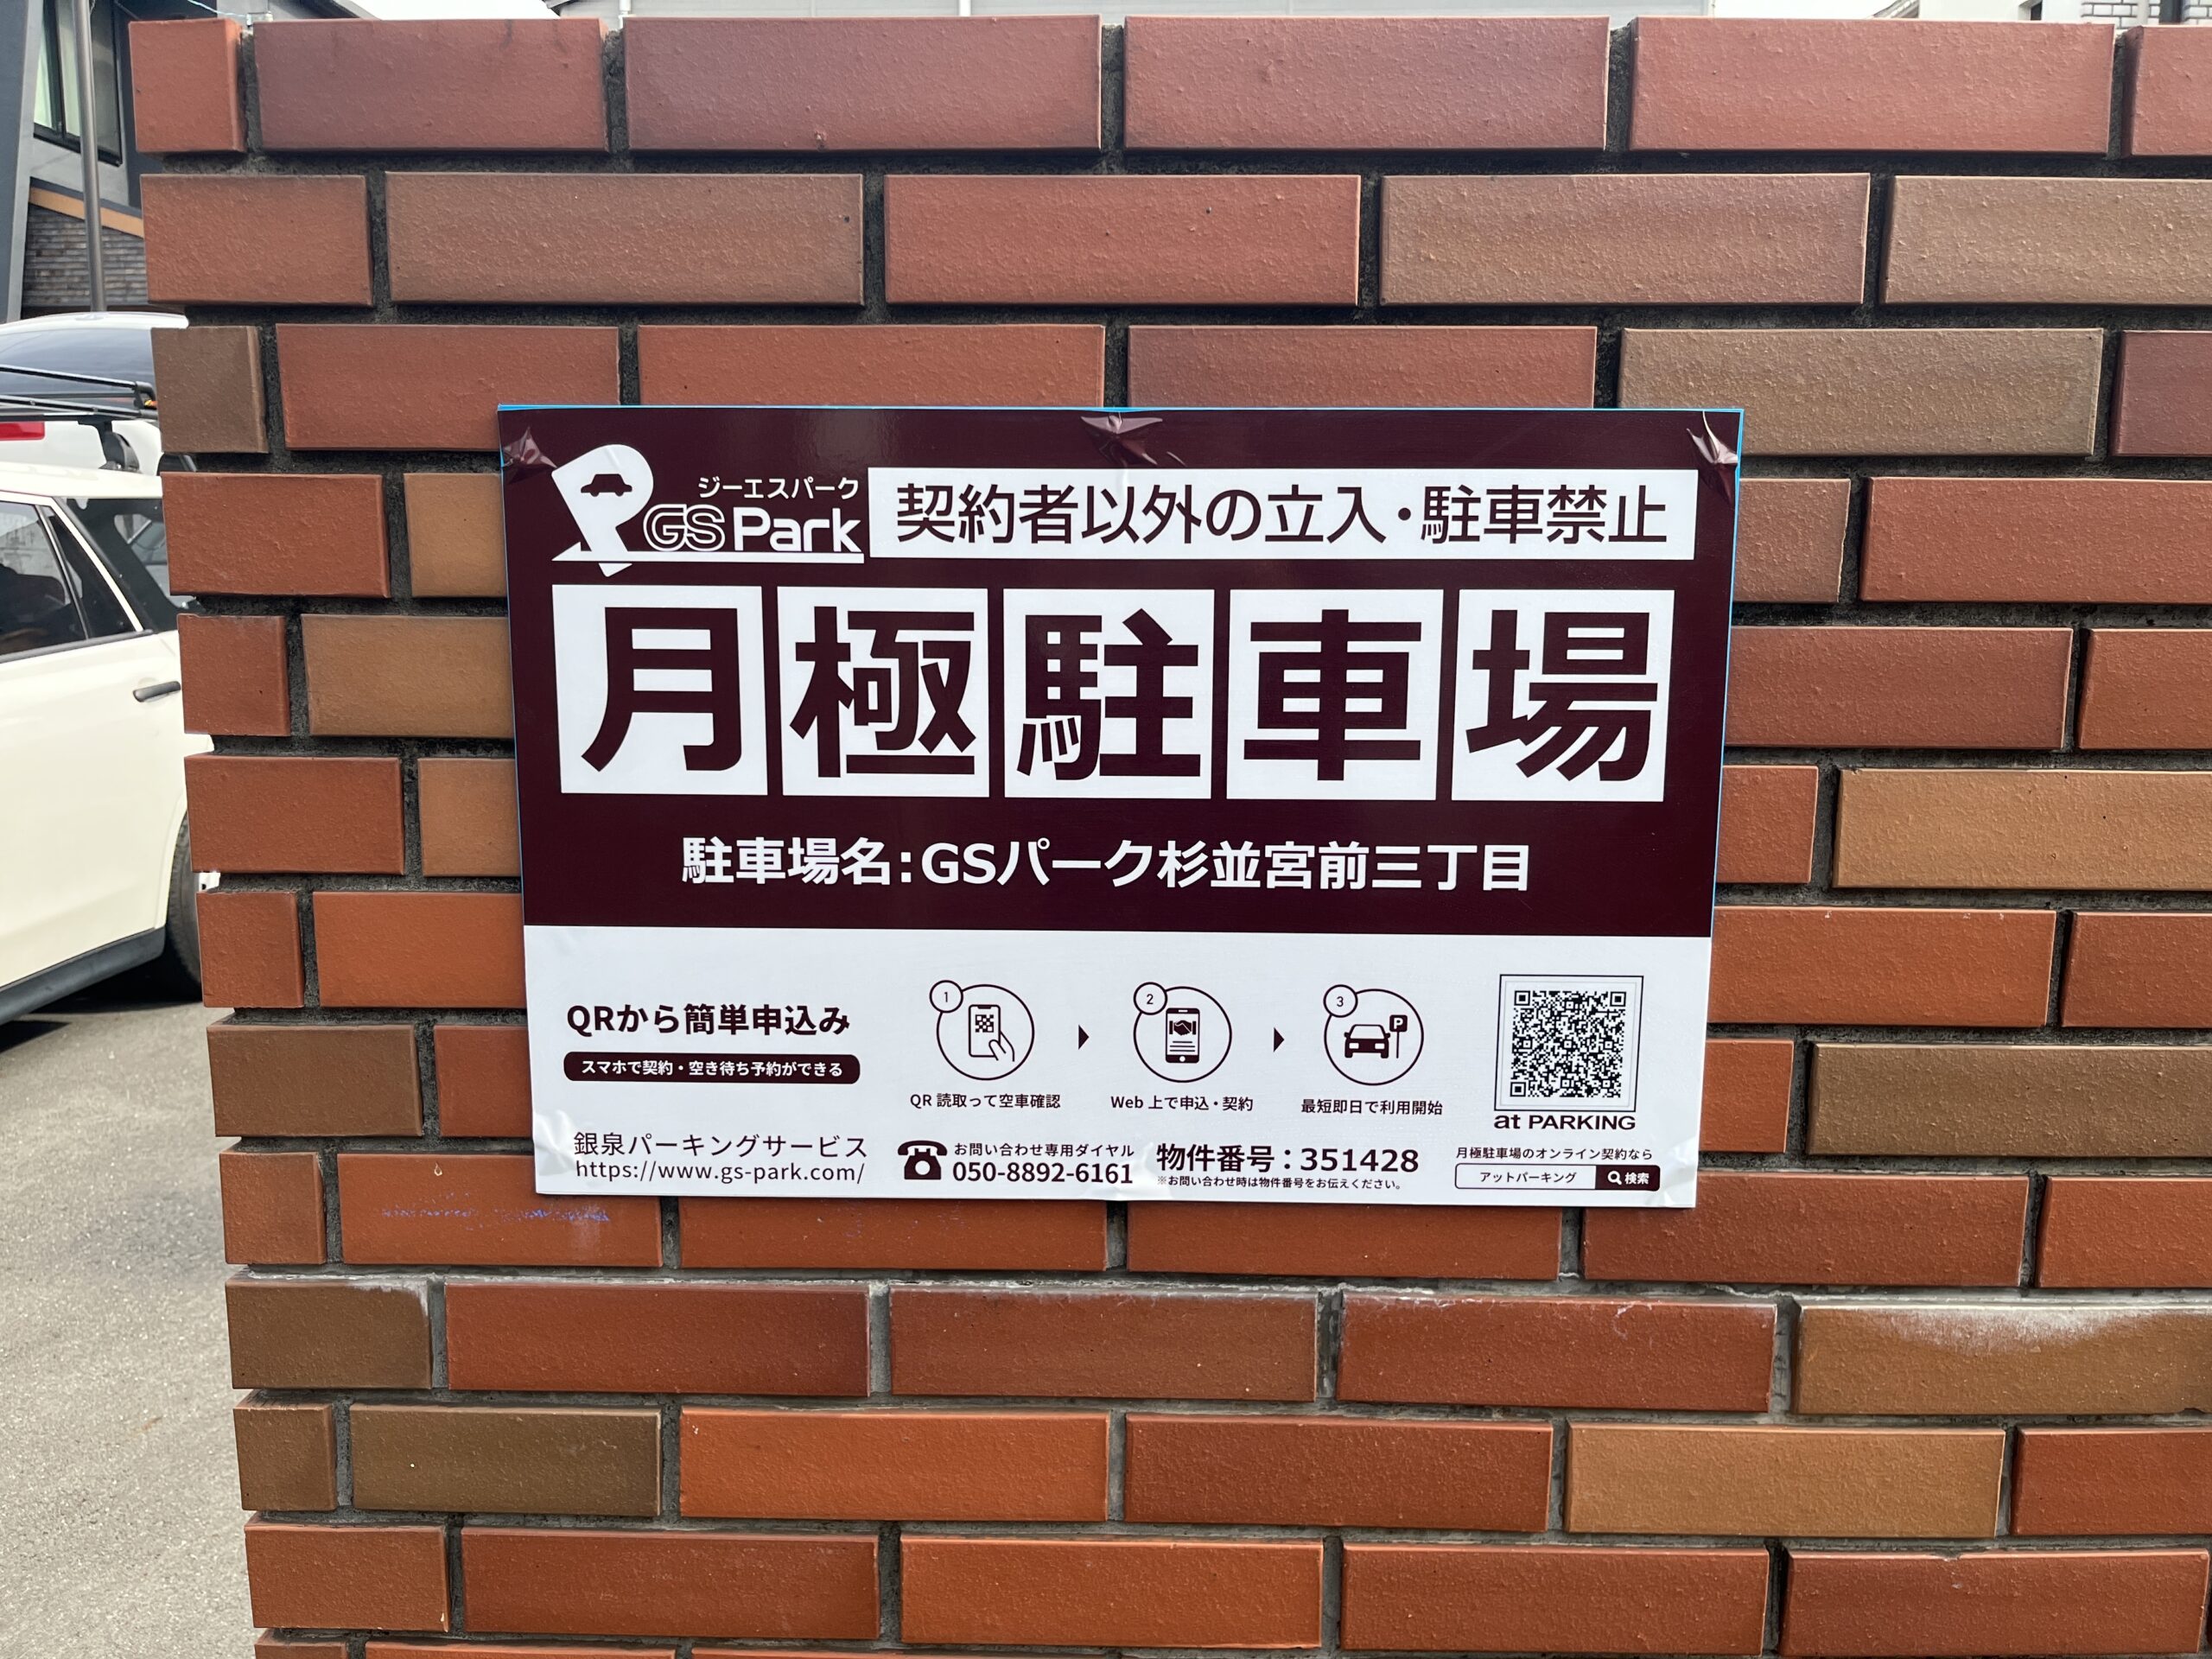 ジーエスパーク
GS Park
契約者以外の立入・駐車禁止
月極駐車場
駐車場名:GSパーク杉並宮前三丁目
QRから簡単申込み
スマホで契約・空き待ち予約ができる
1
QR 読取って空車確認
2
Web 上で申込・契約
3
P
最短即日で利用開始
at PARKING
銀泉パーキングサービス
https://www.gs-park.com/
お問い合わせ専用ダイヤル
050-8892-6161
物件番号：351428
※お問い合わせ時は物件番号をお伝えください。
月極駐車場のオンライン契約なら
アットパーキング 検索